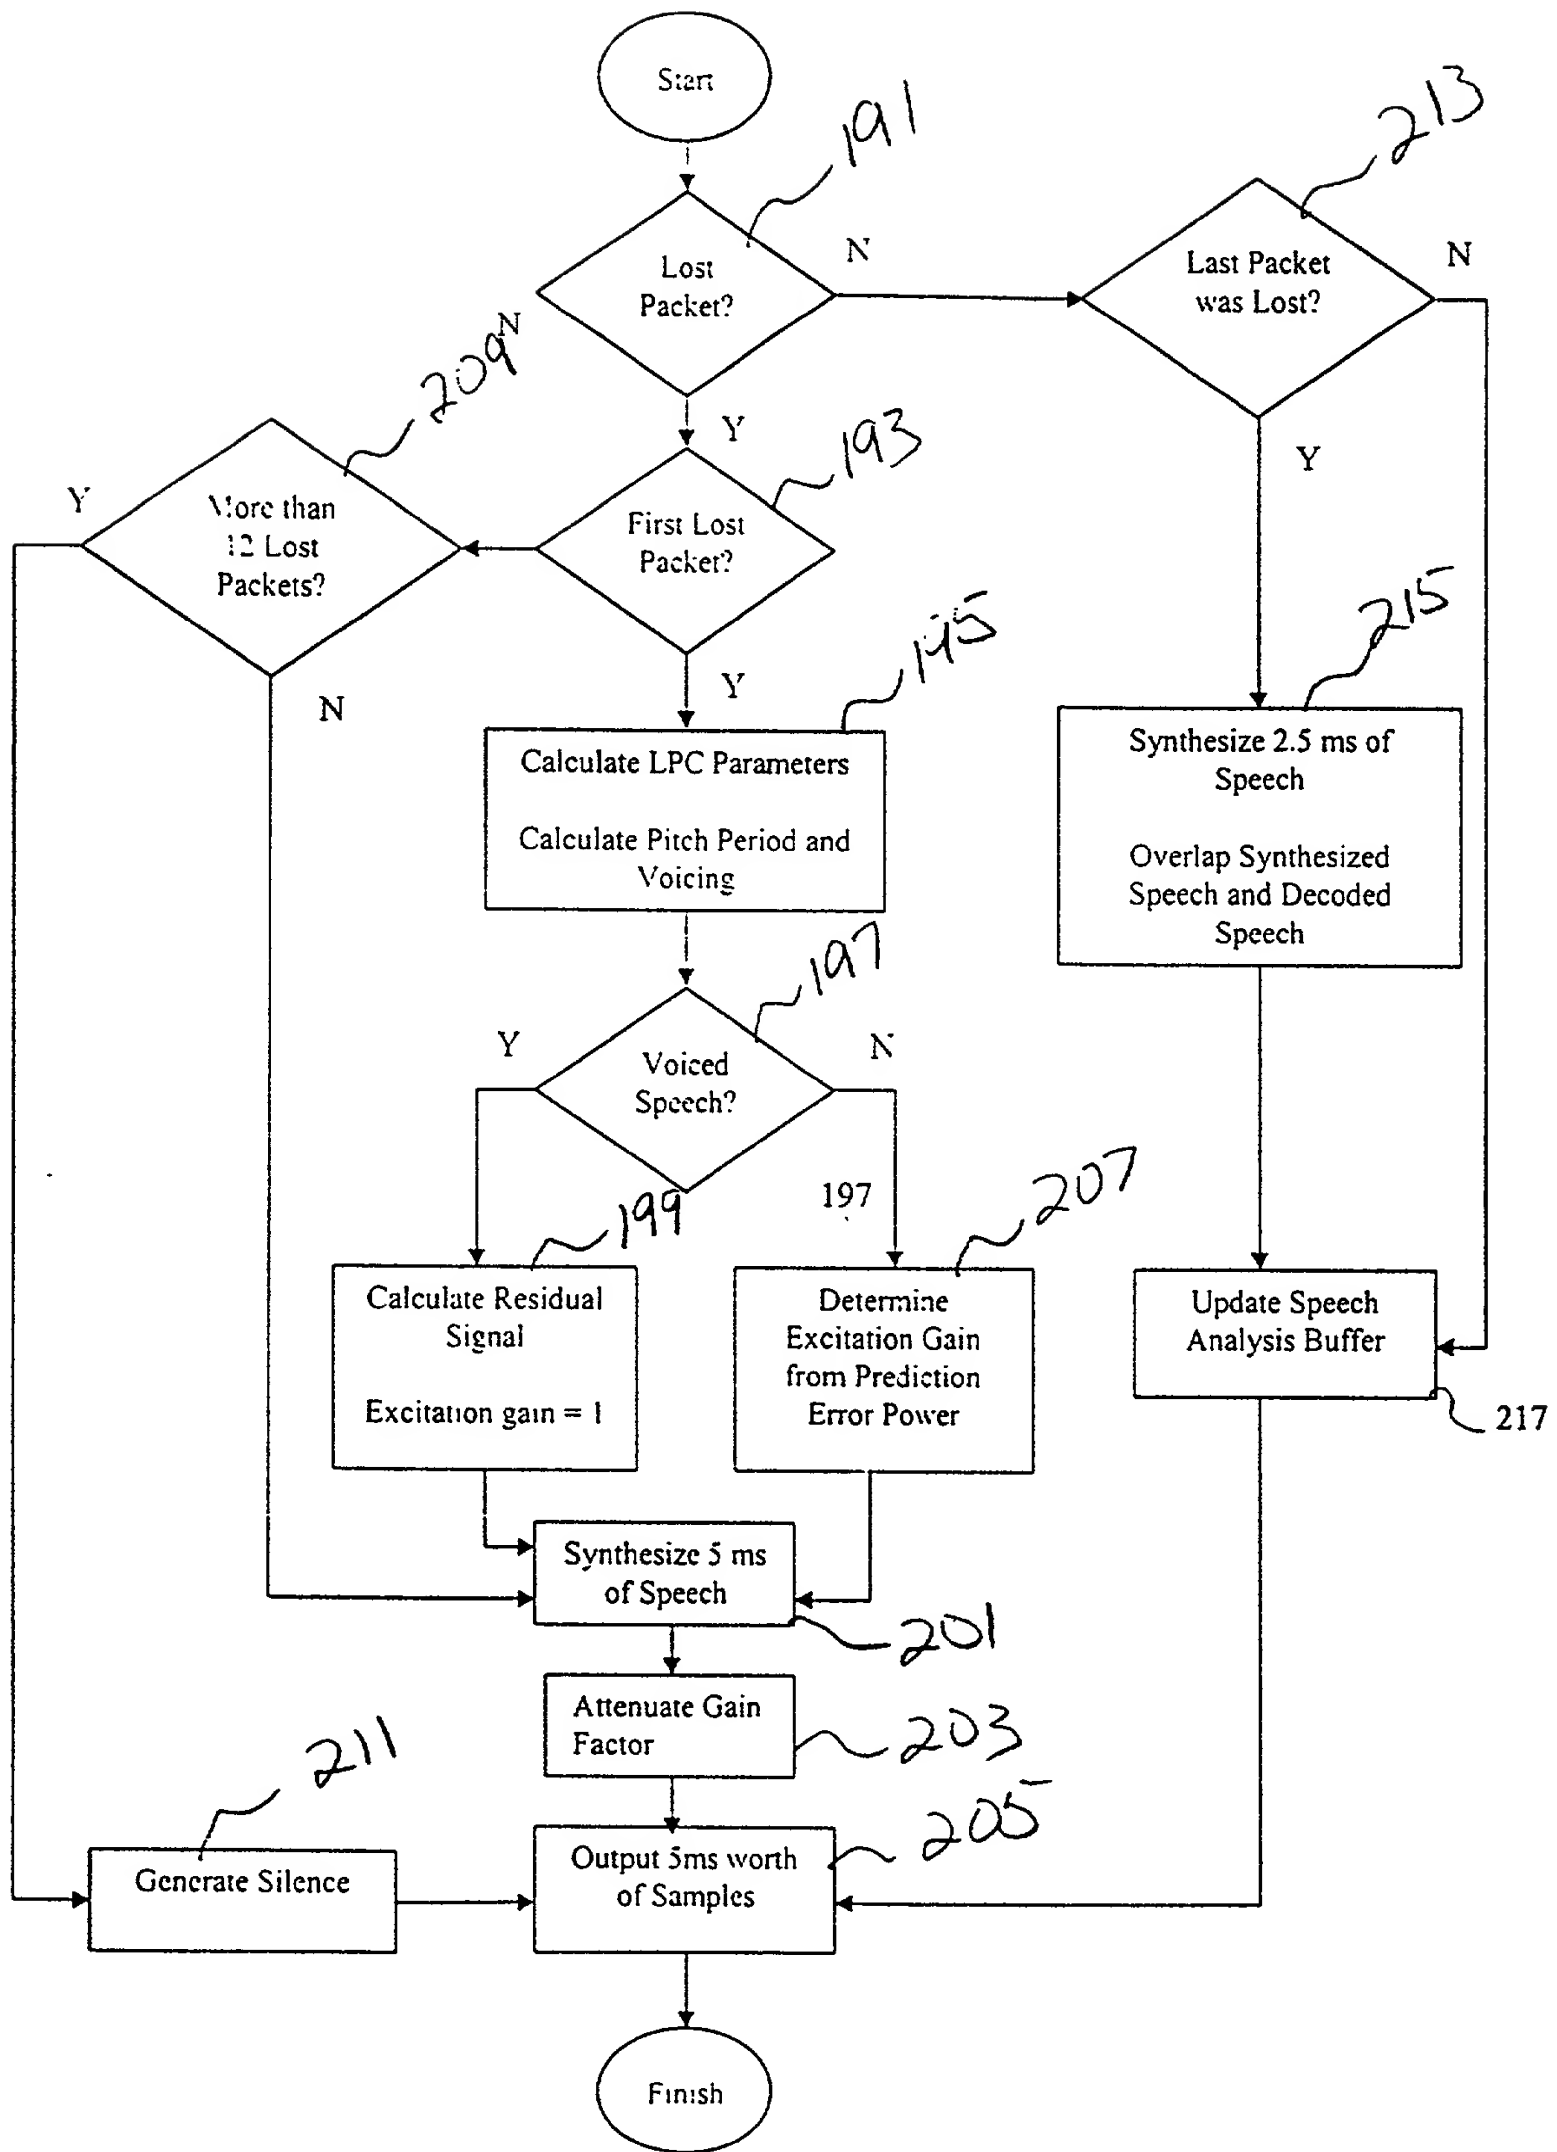 Start
191
213
Lost
Packet?
N
Last Packet
was Lost?
N
N
209
Y
193
Y
Y
More than
12 Lost
Packets?
First Lost
Packet?
N
Y
195
215
Calculate LPC Parameters
Calculate Pitch Period and
Voicing
Synthesize 2.5 ms of
Speech
Overlap Synthesized
Speech and Decoded
Speech
197
Y
N
Voiced
Speech?
197
199
207
Calculate Residual
Signal
Excitation gain = 1
Determine
Excitation Gain
from Prediction
Error Power
Update Speech
Analysis Buffer
217
Synthesize 5 ms
of Speech
201
Attenuate Gain
Factor
203
211
205
Generate Silence
Output 5ms worth
of Samples
Finish